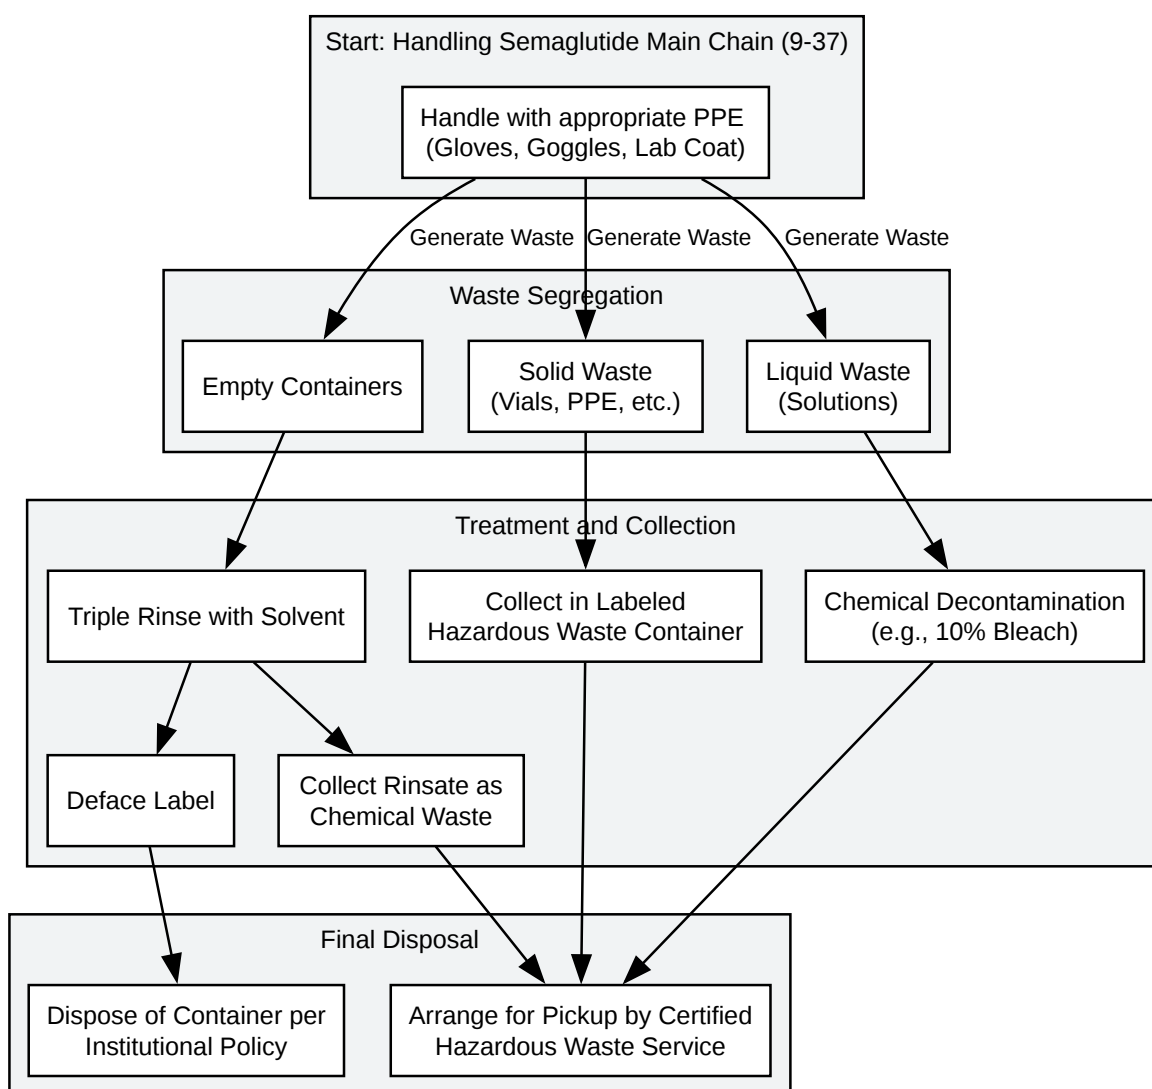 Start: Handling Semaglutide Main Chain (9-37)
Handle with appropriate PPE
(Gloves, Goggles, Lab Coat)
Generate Waste
Generate Waste
Generate Waste
Waste Segregation
Empty Containers
Solid Waste
(Vials, PPE, etc.)
Liquid Waste
(Solutions)
Treatment and Collection
Triple Rinse with Solvent
Collect in Labeled
Hazardous Waste Container
Chemical Decontamination
(e.g., 10% Bleach)
Deface Label
Collect Rinsate as
Chemical Waste
Final Disposal
Dispose of Container per
Institutional Policy
Arrange for Pickup by Certified
Hazardous Waste Service